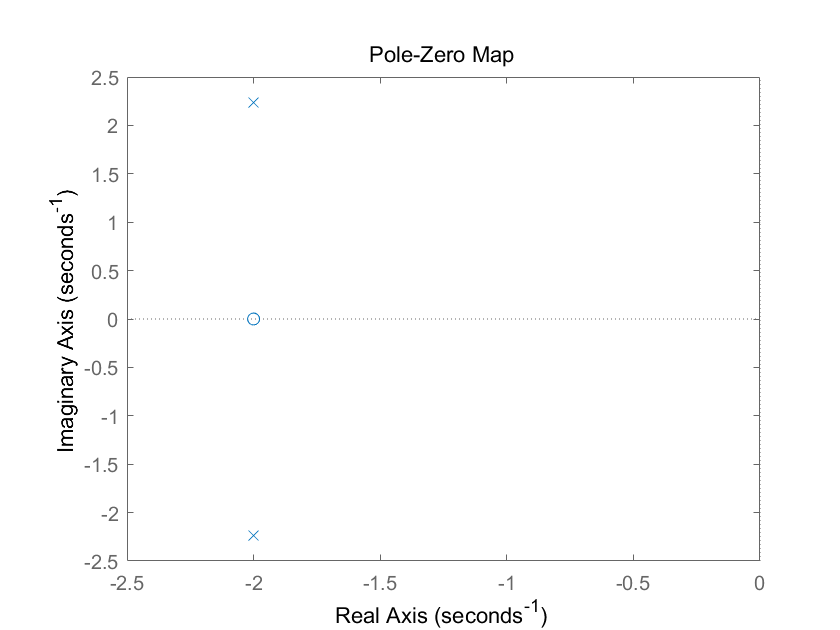 Pole-Zero Map
2.5
2
1.5
1
0.5
0
-0.5
-1
-1.5
-2
-2.5
Imaginary Axis (seconds⁻¹)
-2.5 -2 -1.5 -1 -0.5 0
Real Axis (seconds⁻¹)